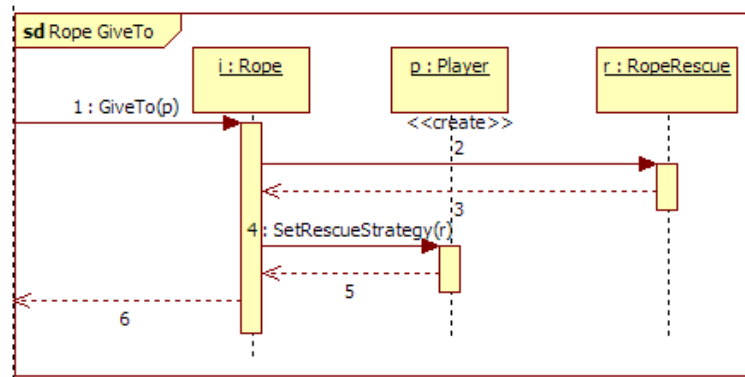 sd Rope GiveTo
i : Rope
p : Player
r : RopeRescue
1 : GiveTo(p)
<<create>>
2
3
4 : SetRescueStrategy(r)
5
6